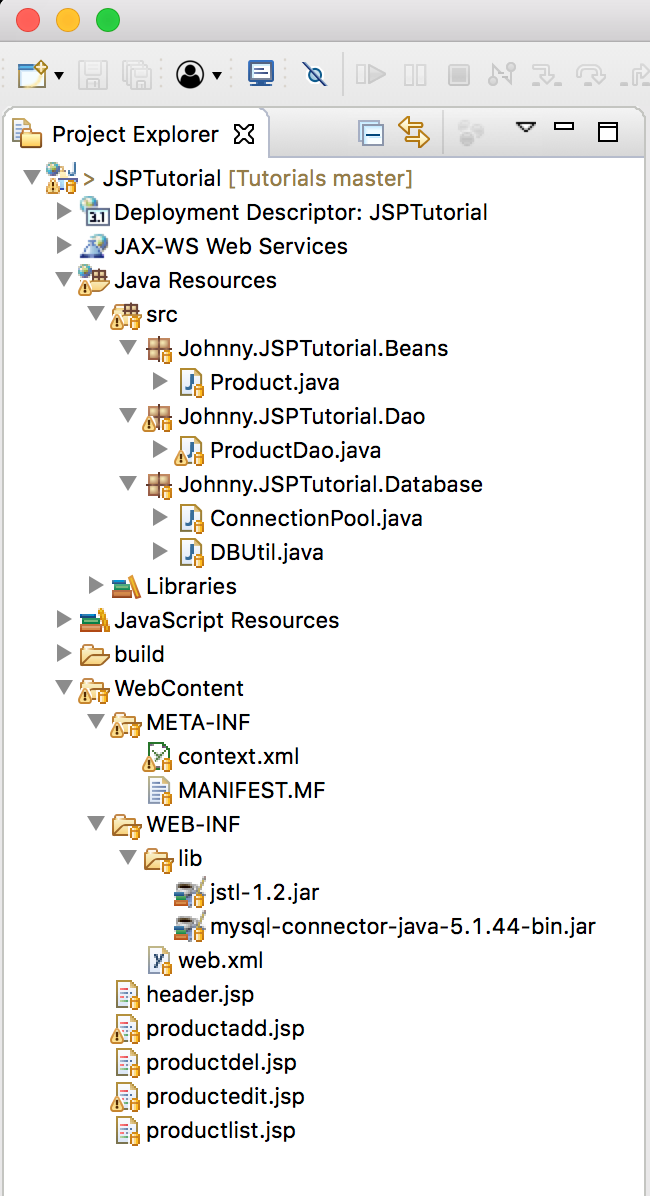 Project Explorer
> JSPTutorial [Tutorials master]
3.1 Deployment Descriptor: JSPTutorial
JAX-WS Web Services
Java Resources
src
Johnny.JSPTutorial.Beans
Product.java
Johnny.JSPTutorial.Dao
ProductDao.java
Johnny.JSPTutorial.Database
ConnectionPool.java
DBUtil.java
Libraries
JavaScript Resources
build
WebContent
META-INF
context.xml
MANIFEST.MF
WEB-INF
lib
jstl-1.2.jar
mysql-connector-java-5.1.44-bin.jar
web.xml
header.jsp
productadd.jsp
productdel.jsp
productedit.jsp
productlist.jsp